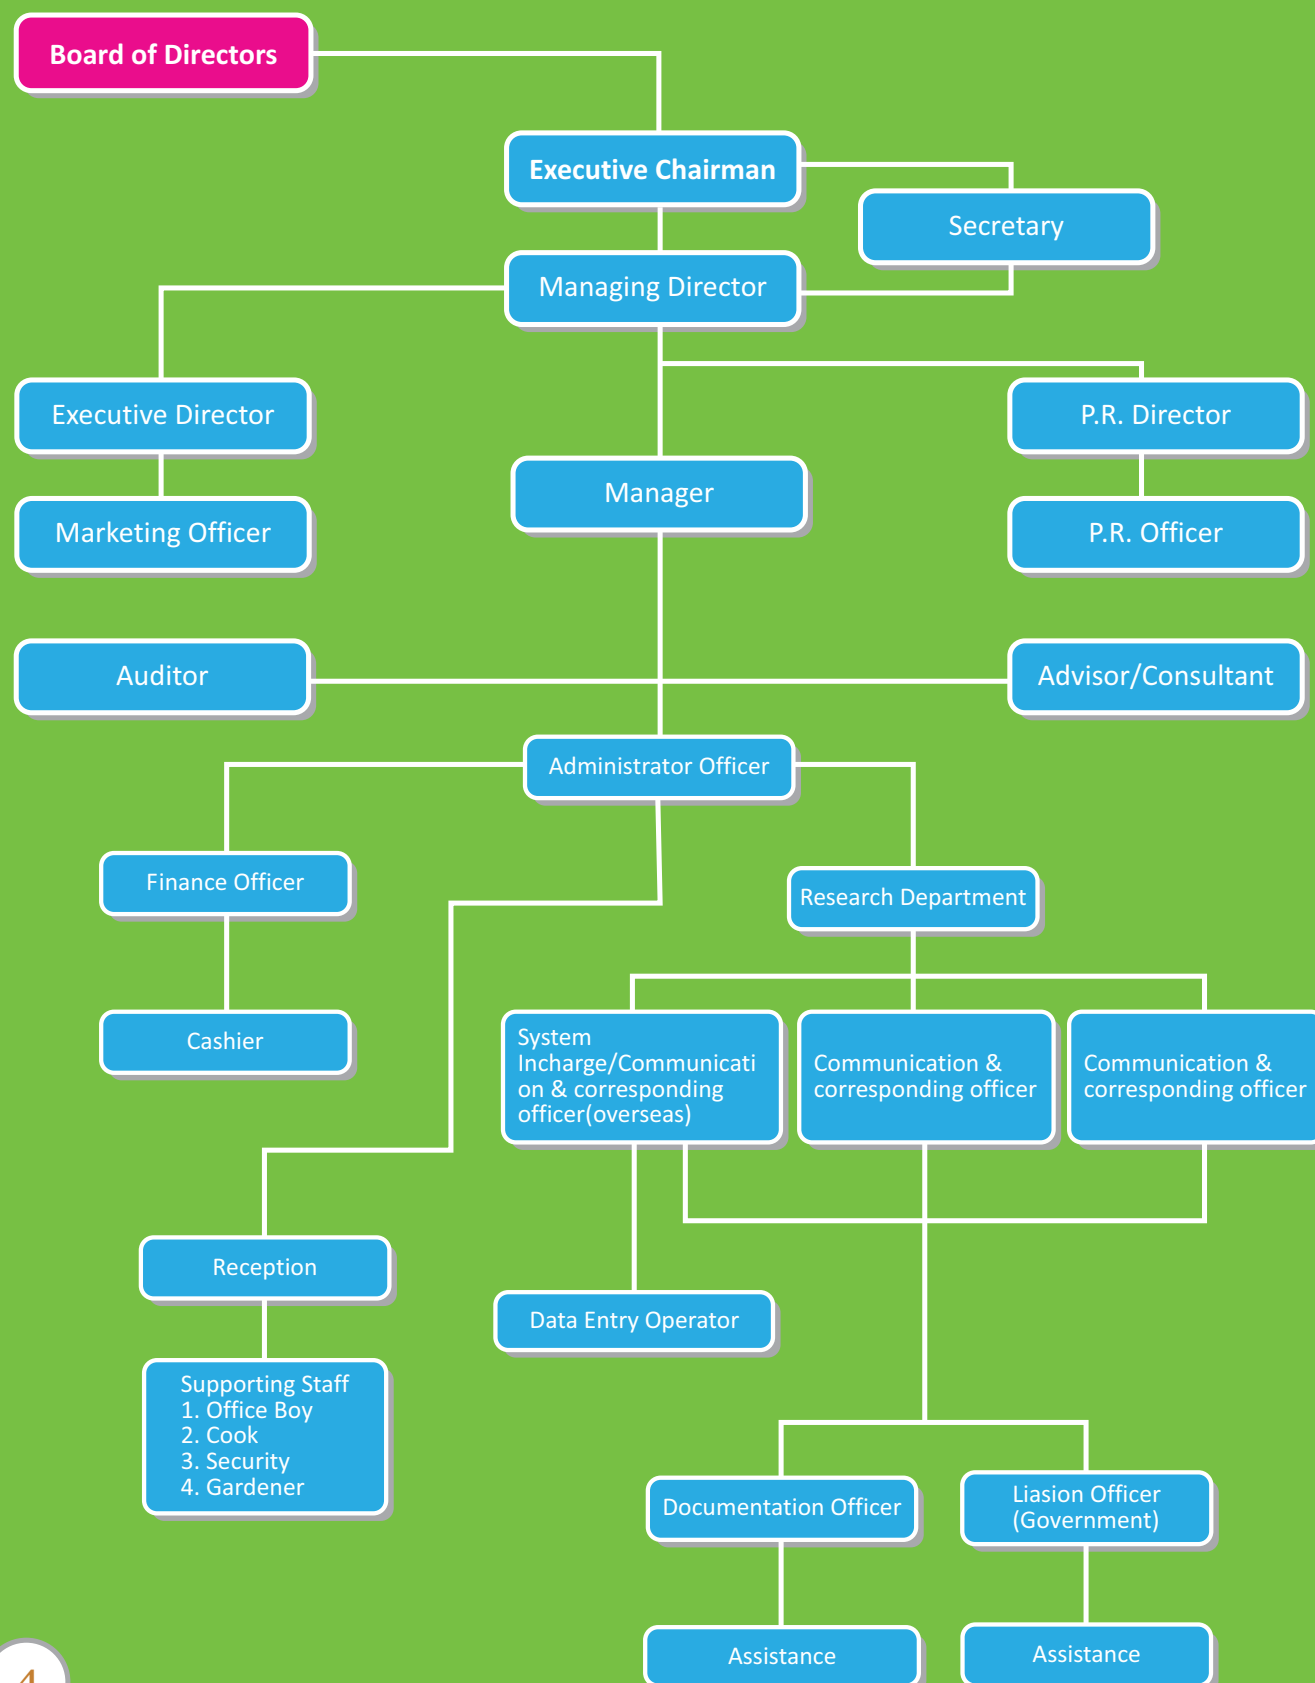 Board of Directors
Executive Chairman
Secretary
Managing Director
Executive Director
P.R. Director
Manager
Marketing Officer
P.R. Officer
Auditor
Advisor/Consultant
Administrator Officer
Finance Officer
Research Department
Cashier
System
Incharge/Communicati
on & corresponding
officer(overseas)
Communication &
corresponding officer
Communication &
corresponding officer
Reception
Data Entry Operator
Supporting Staff
1. Office Boy
2. Cook
3. Security
4. Gardener
Documentation Officer
Liasion Officer
(Government)
Assistance
Assistance
4